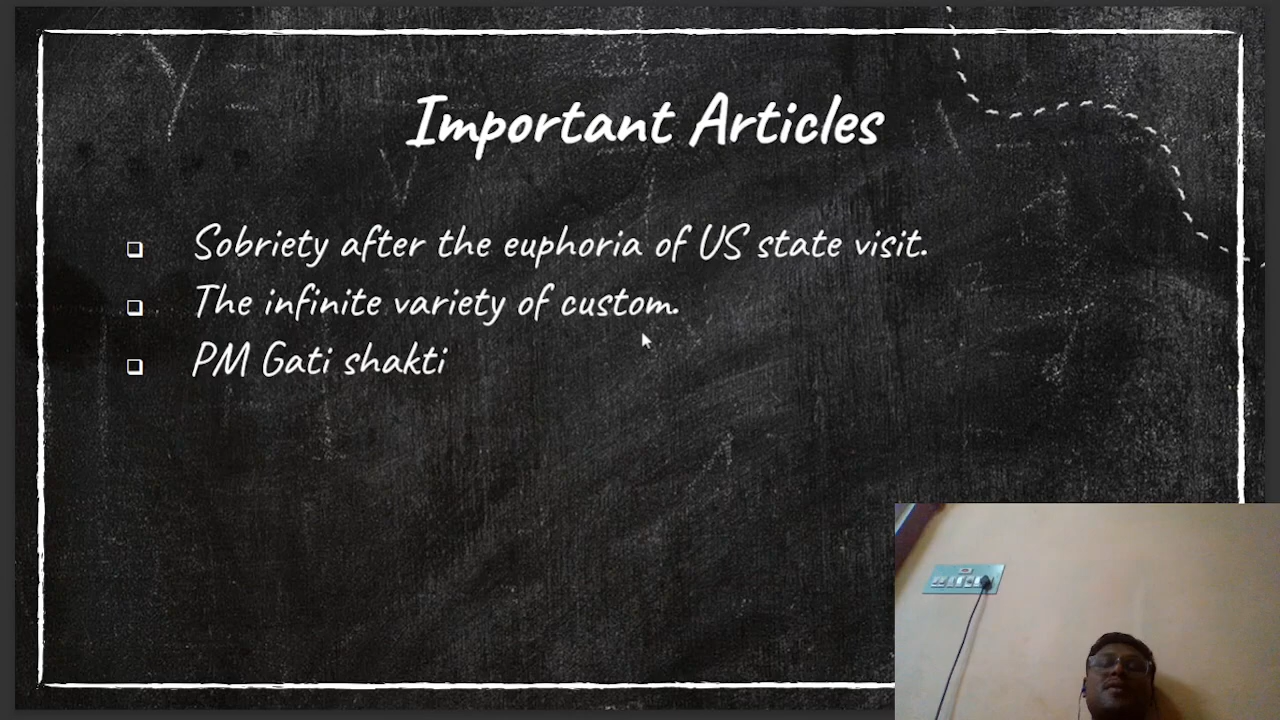 Important Articles
Sobriety after the euphoria of US state visit.
The infinite variety of custom.
PM Gati shakti